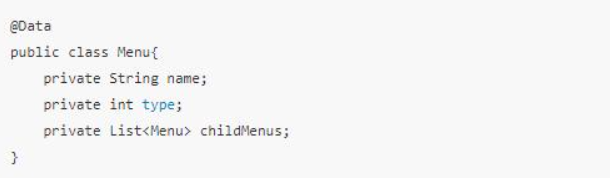 @Data
public class Menu{
    private String name;
    private int type;
    private List<Menu> childMenus;
}